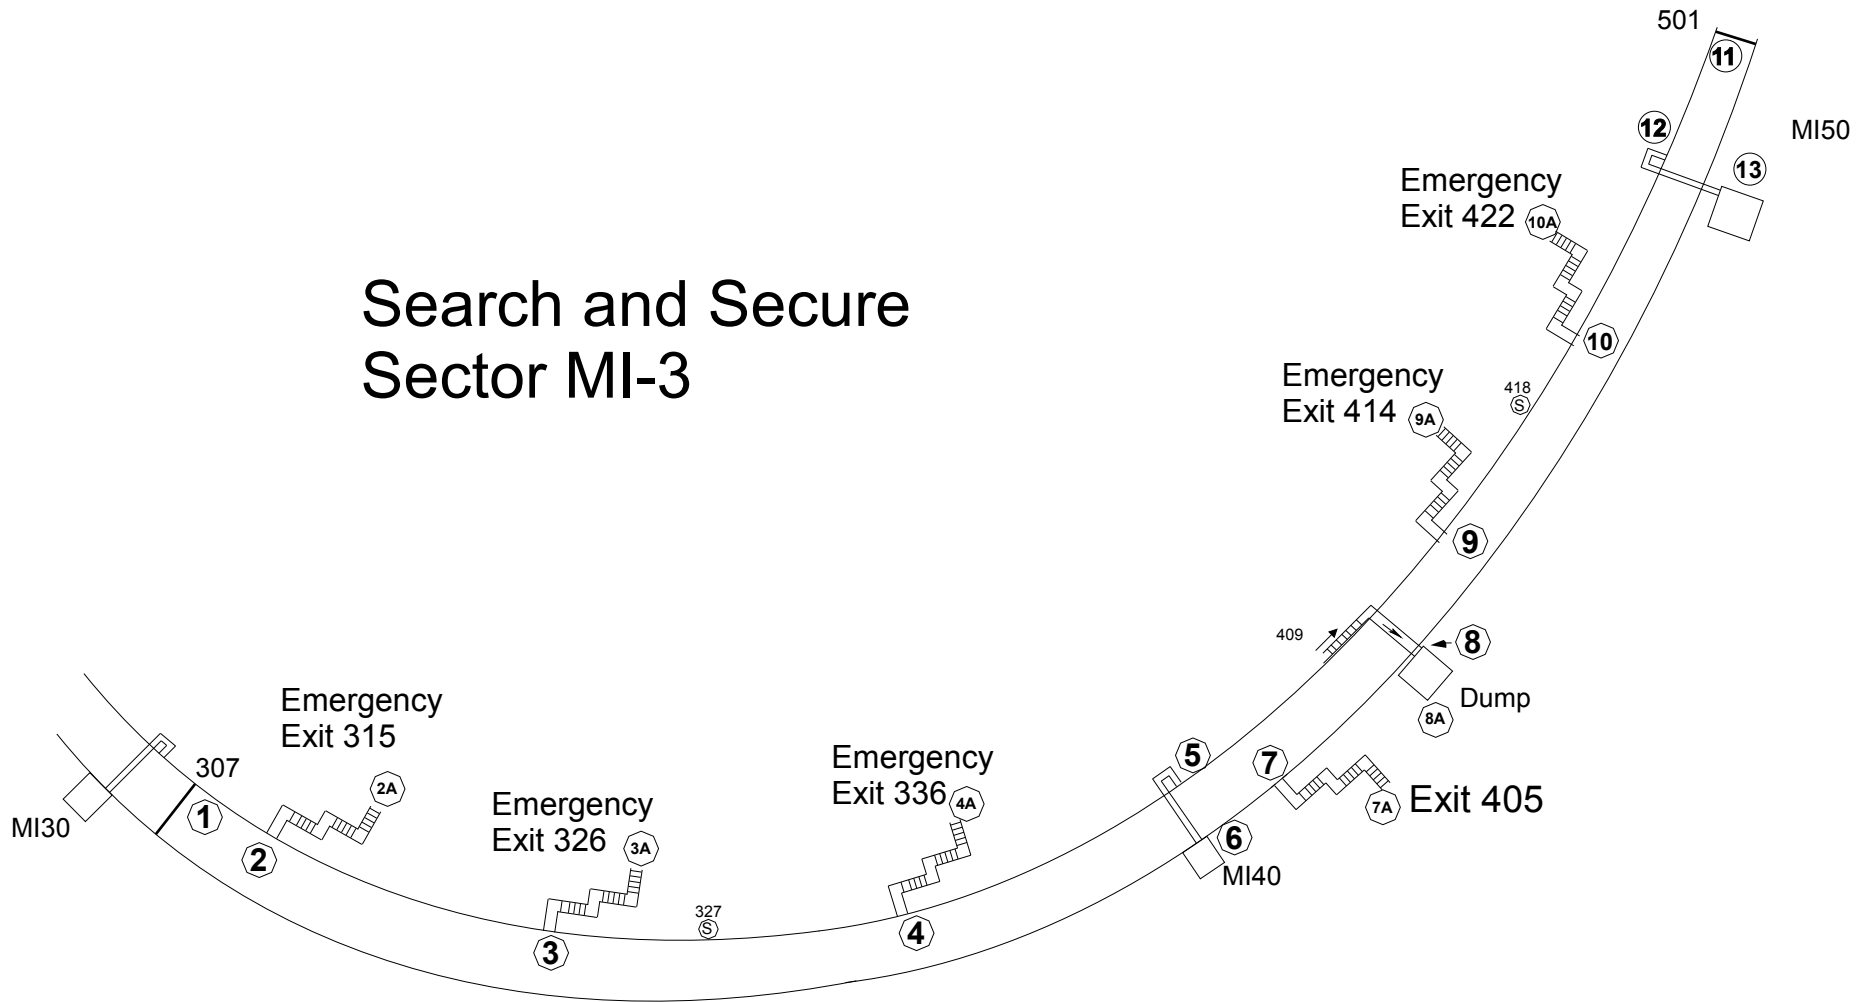 501
11
12
MI50
13
Emergency
Exit 422
10A
Search and Secure
Sector MI-3
10
Emergency
Exit 414
9A
418
S
9
409
8
Dump
8A
Emergency
Exit 315
2A
307
1
MI30
2
Emergency
Exit 326
3A
3
327
S
Emergency
Exit 336
4A
4
5
6
MI40
7
7A
Exit 405